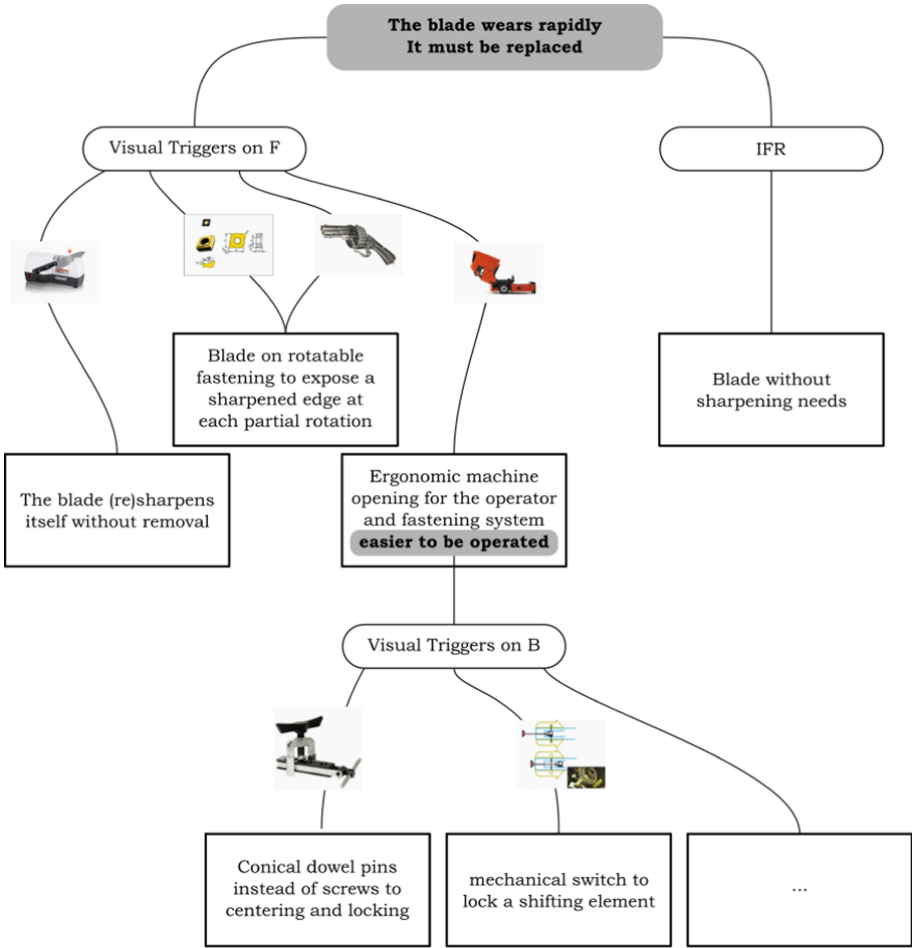 The blade wears rapidly
It must be replaced
Visual Triggers on F
IFR
Blade on rotatable
fastening to expose a
sharpened edge at
each partial rotation
Blade without
sharpening needs
The blade (re)sharpens
itself without removal
Ergonomic machine
opening for the operator
and fastening system
easier to be operated
Visual Triggers on B
Conical dowel pins
instead of screws to
centering and locking
mechanical switch to
lock a shifting element
...